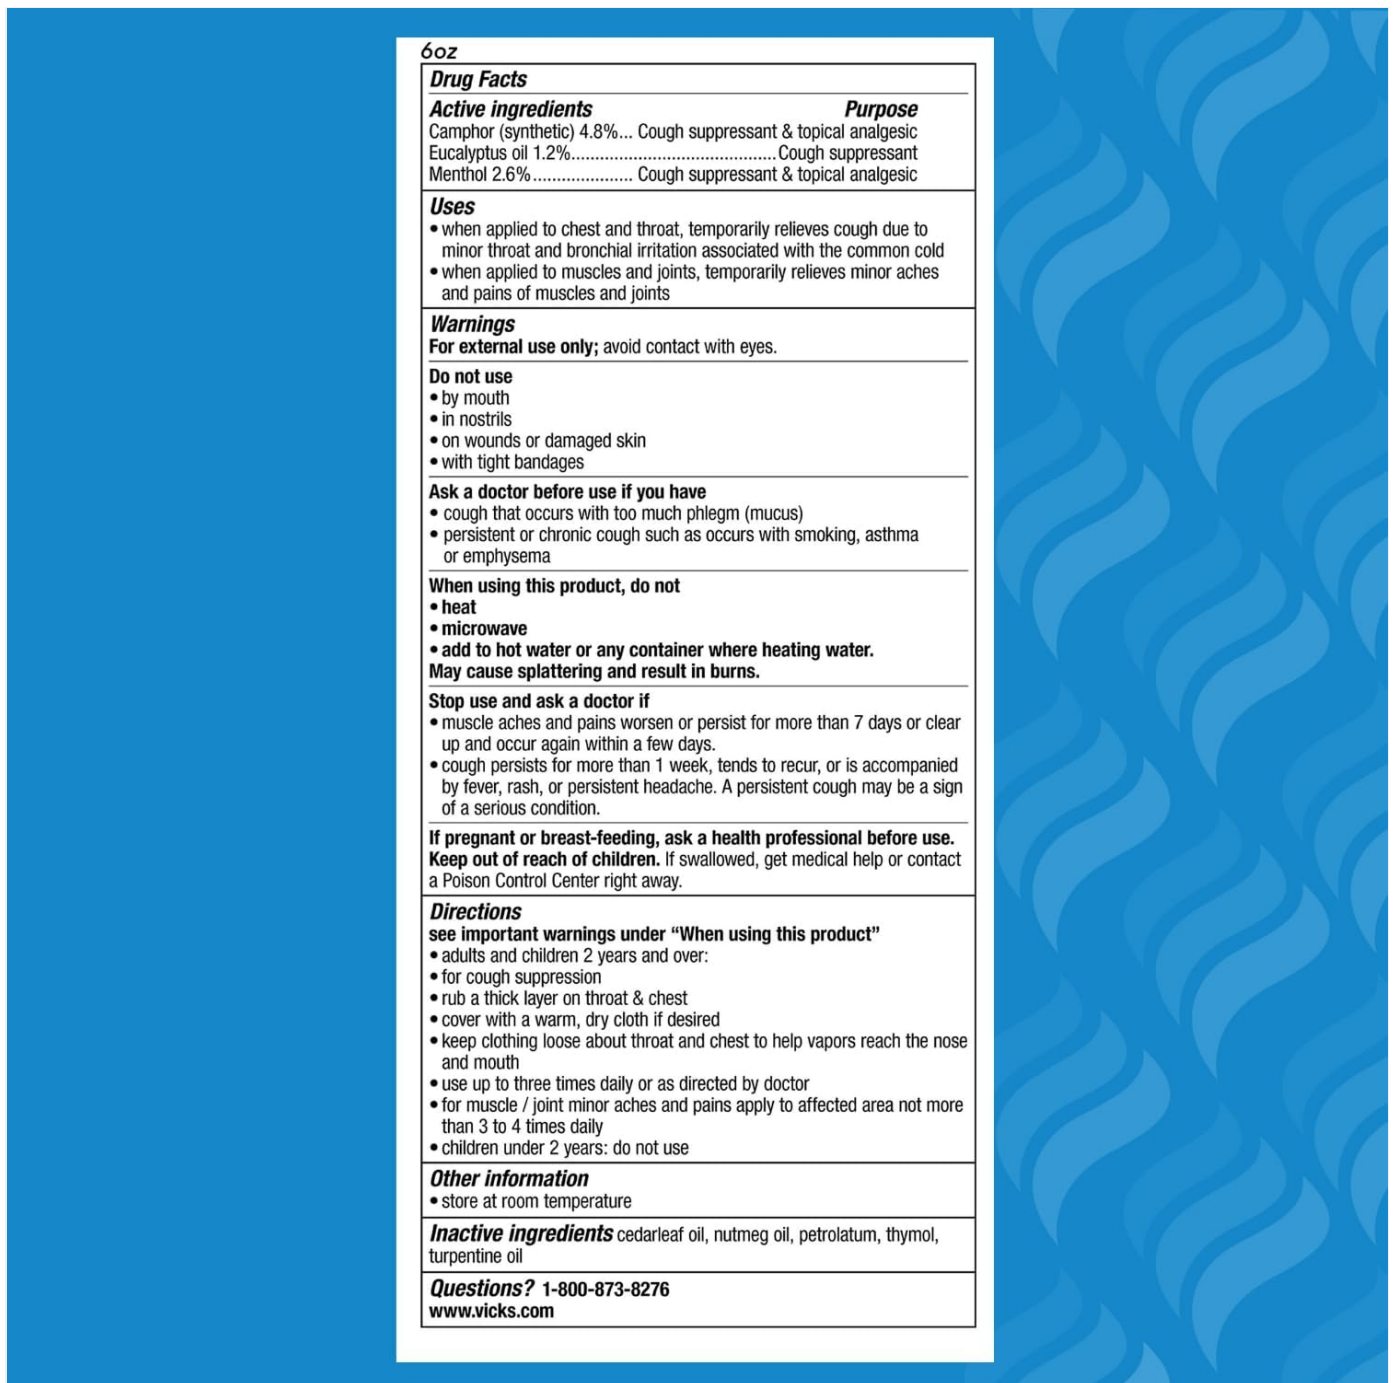 6oz
Drug Facts
Active ingredients Purpose
Camphor (synthetic) 4.8%... Cough suppressant & topical analgesic
Eucalyptus oil 1.2%.......................................... Cough suppressant
Menthol 2.6%..................... Cough suppressant & topical analgesic
Uses
• when applied to chest and throat, temporarily relieves cough due to
minor throat and bronchial irritation associated with the common cold
• when applied to muscles and joints, temporarily relieves minor aches
and pains of muscles and joints
Warnings
For external use only; avoid contact with eyes.
Do not use
• by mouth
• in nostrils
• on wounds or damaged skin
• with tight bandages
Ask a doctor before use if you have
• cough that occurs with too much phlegm (mucus)
• persistent or chronic cough such as occurs with smoking, asthma
or emphysema
When using this product, do not
• heat
• microwave
• add to hot water or any container where heating water.
May cause splattering and result in burns.
Stop use and ask a doctor if
• muscle aches and pains worsen or persist for more than 7 days or clear
up and occur again within a few days.
• cough persists for more than 1 week, tends to recur, or is accompanied
by fever, rash, or persistent headache. A persistent cough may be a sign
of a serious condition.
If pregnant or breast-feeding, ask a health professional before use.
Keep out of reach of children. If swallowed, get medical help or contact
a Poison Control Center right away.
Directions
see important warnings under “When using this product”
• adults and children 2 years and over:
• for cough suppression
• rub a thick layer on throat & chest
• cover with a warm, dry cloth if desired
• keep clothing loose about throat and chest to help vapors reach the nose
and mouth
• use up to three times daily or as directed by doctor
• for muscle / joint minor aches and pains apply to affected area not more
than 3 to 4 times daily
• children under 2 years: do not use
Other information
• store at room temperature
Inactive ingredients cedarleaf oil, nutmeg oil, petrolatum, thymol,
turpentine oil
Questions? 1-800-873-8276
www.vicks.com